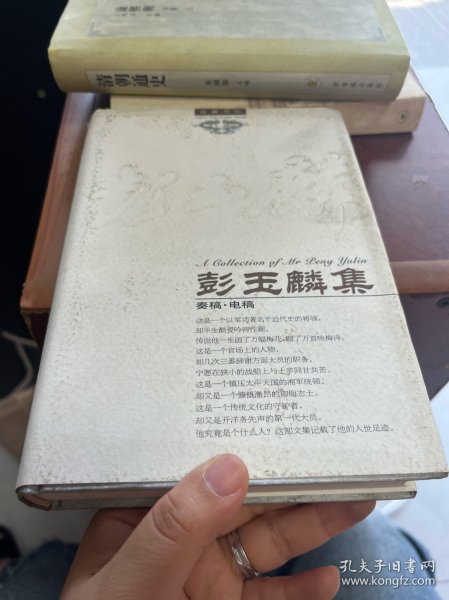 清朝通史
A Collection of Mr Peng Yulin
彭玉麟集
奏稿·电稿
这是一个以军功著名于近代史的将领，
却半生酷爱吟诗作画，
传说他一生画了万幅梅花，题了万首咏梅诗。
这是一个官场上的人物，
却几次三番辞谢方面大员的职务，
宁愿在狭小的战船上与士卒同甘共苦。
这是一个镇压太平天国的湘军统领，
却又是一个慷慨激昂的御侮志士。
这是一个传统文化的守护者，
却又是开洋务先声的第一代大员。
他究竟是个什么人？这部文集记载了他的人世足迹。
孔夫子旧书网
www.kongfz.com